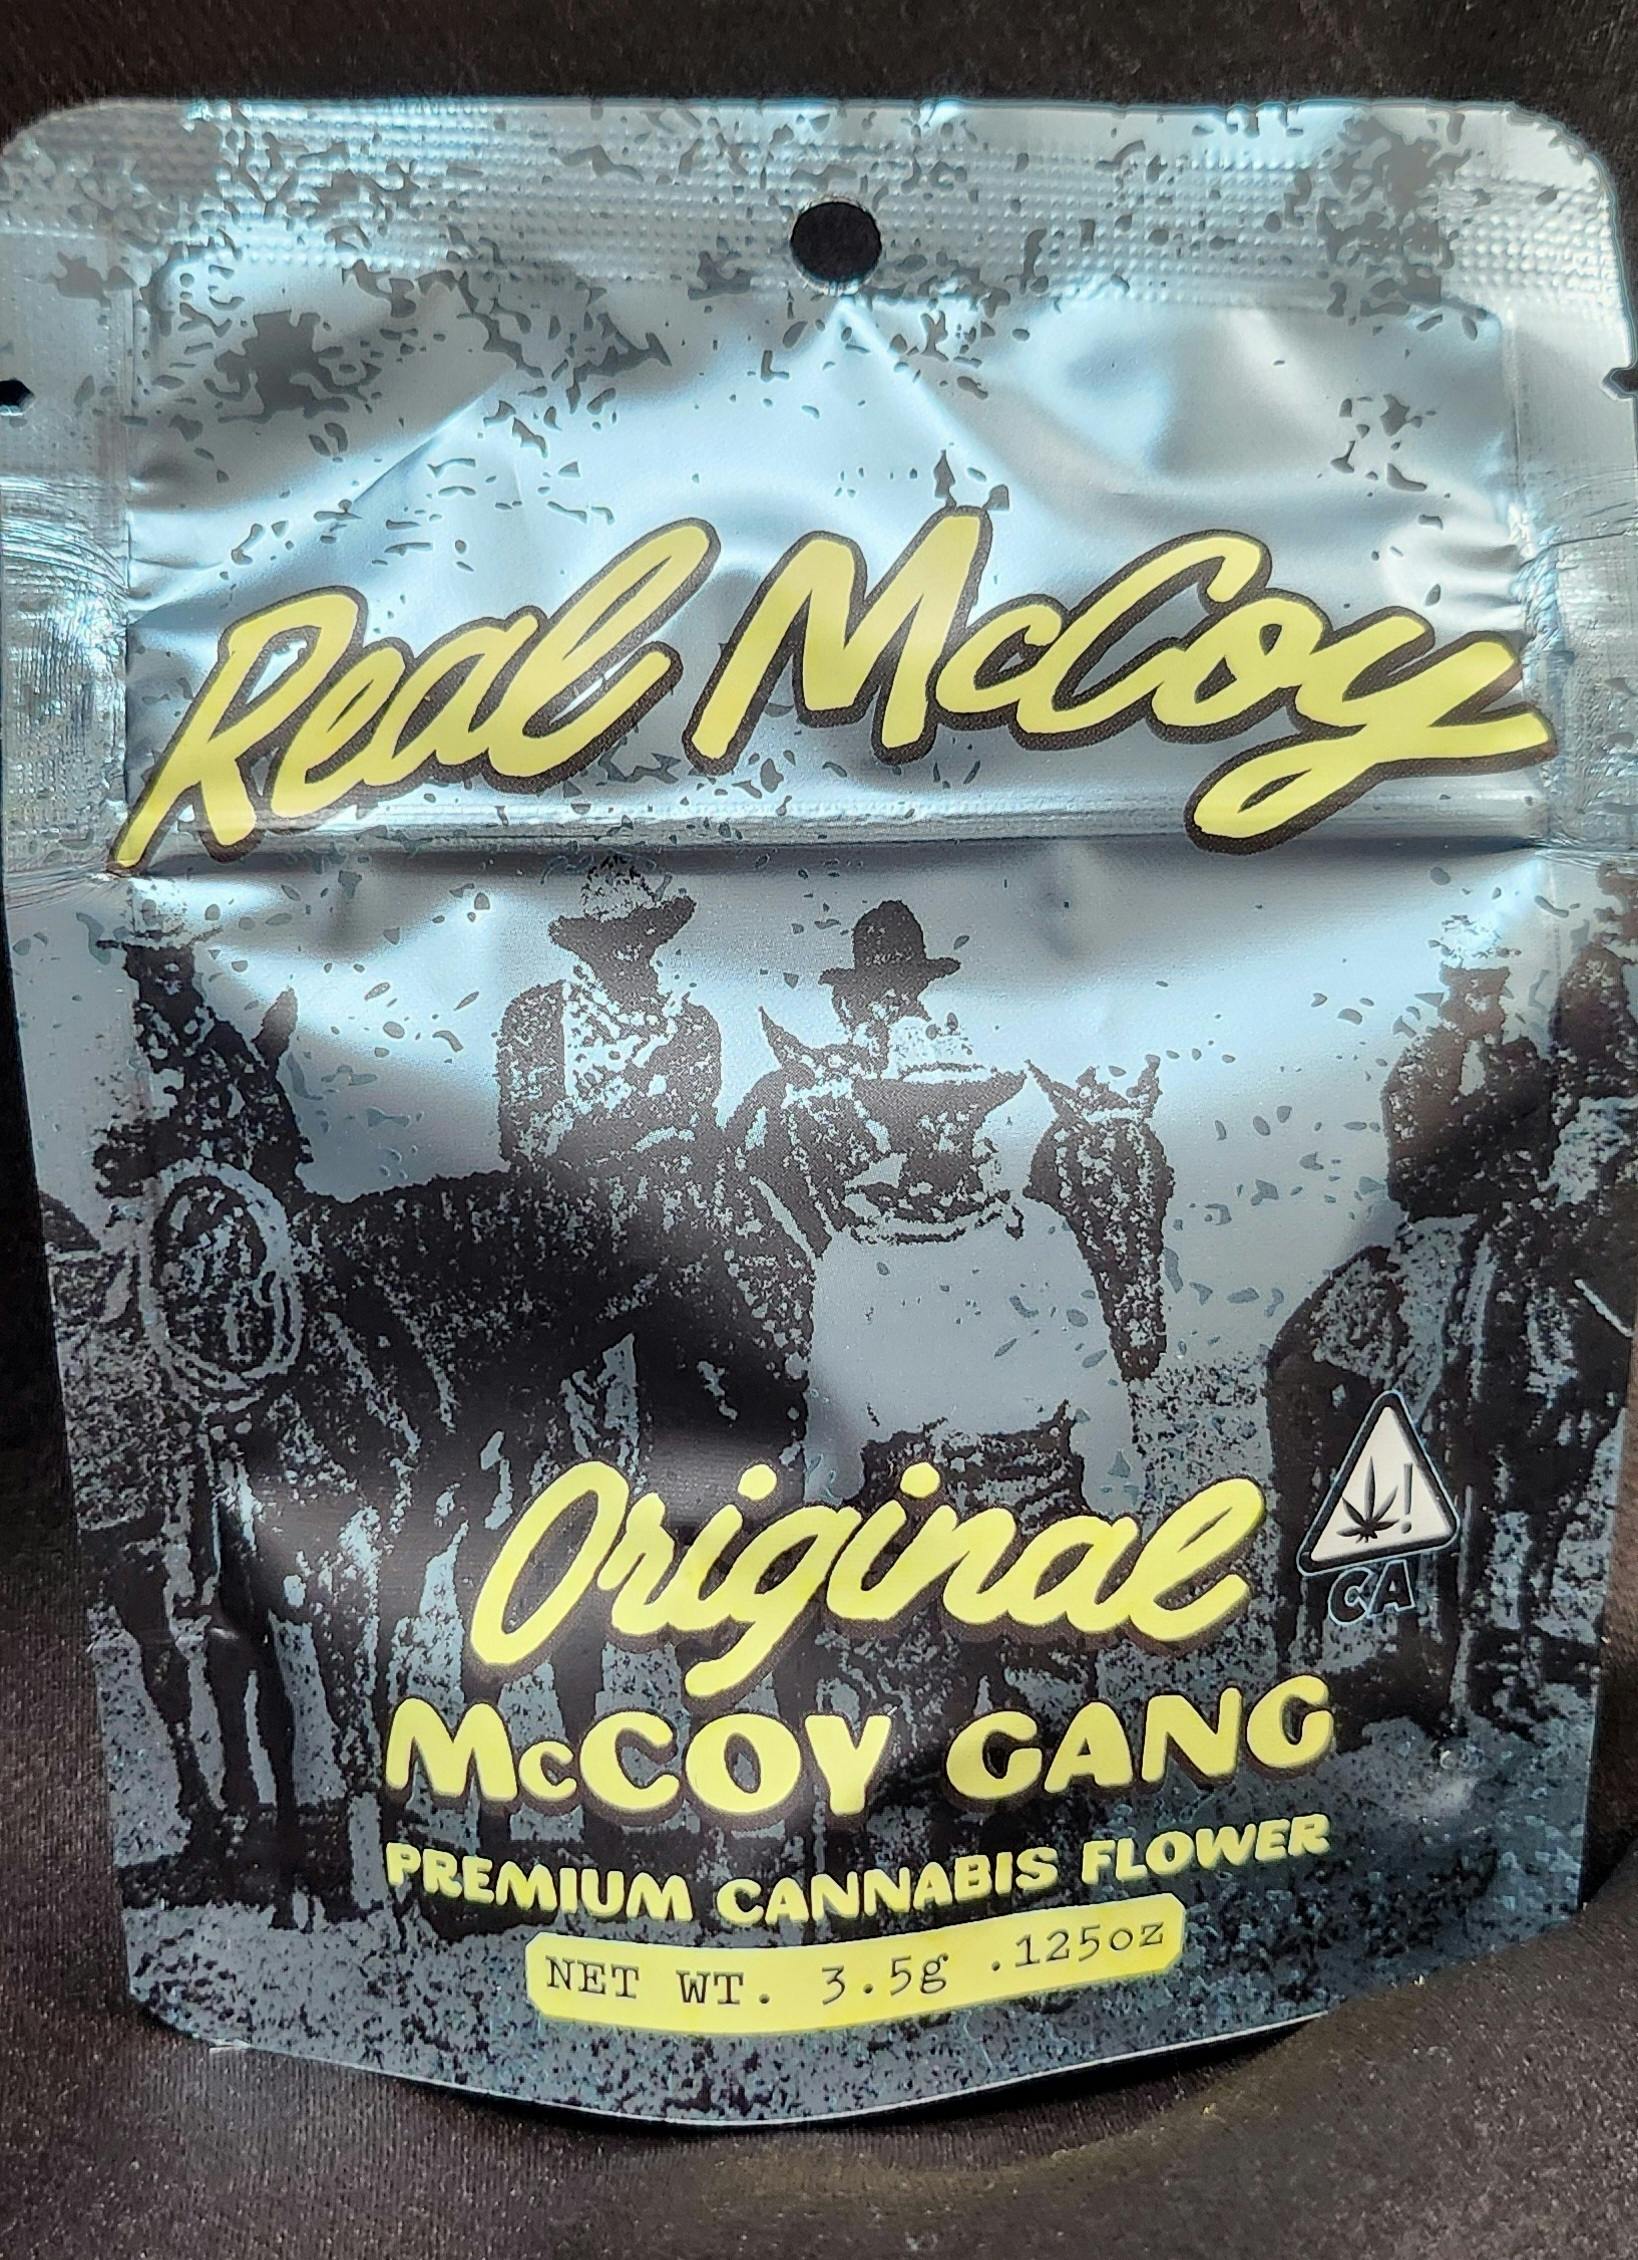 Real McCoy
Original
McCOY GANG
PREMIUM CANNABIS FLOWER
NET WT. 3.5g .125oz
!
CA